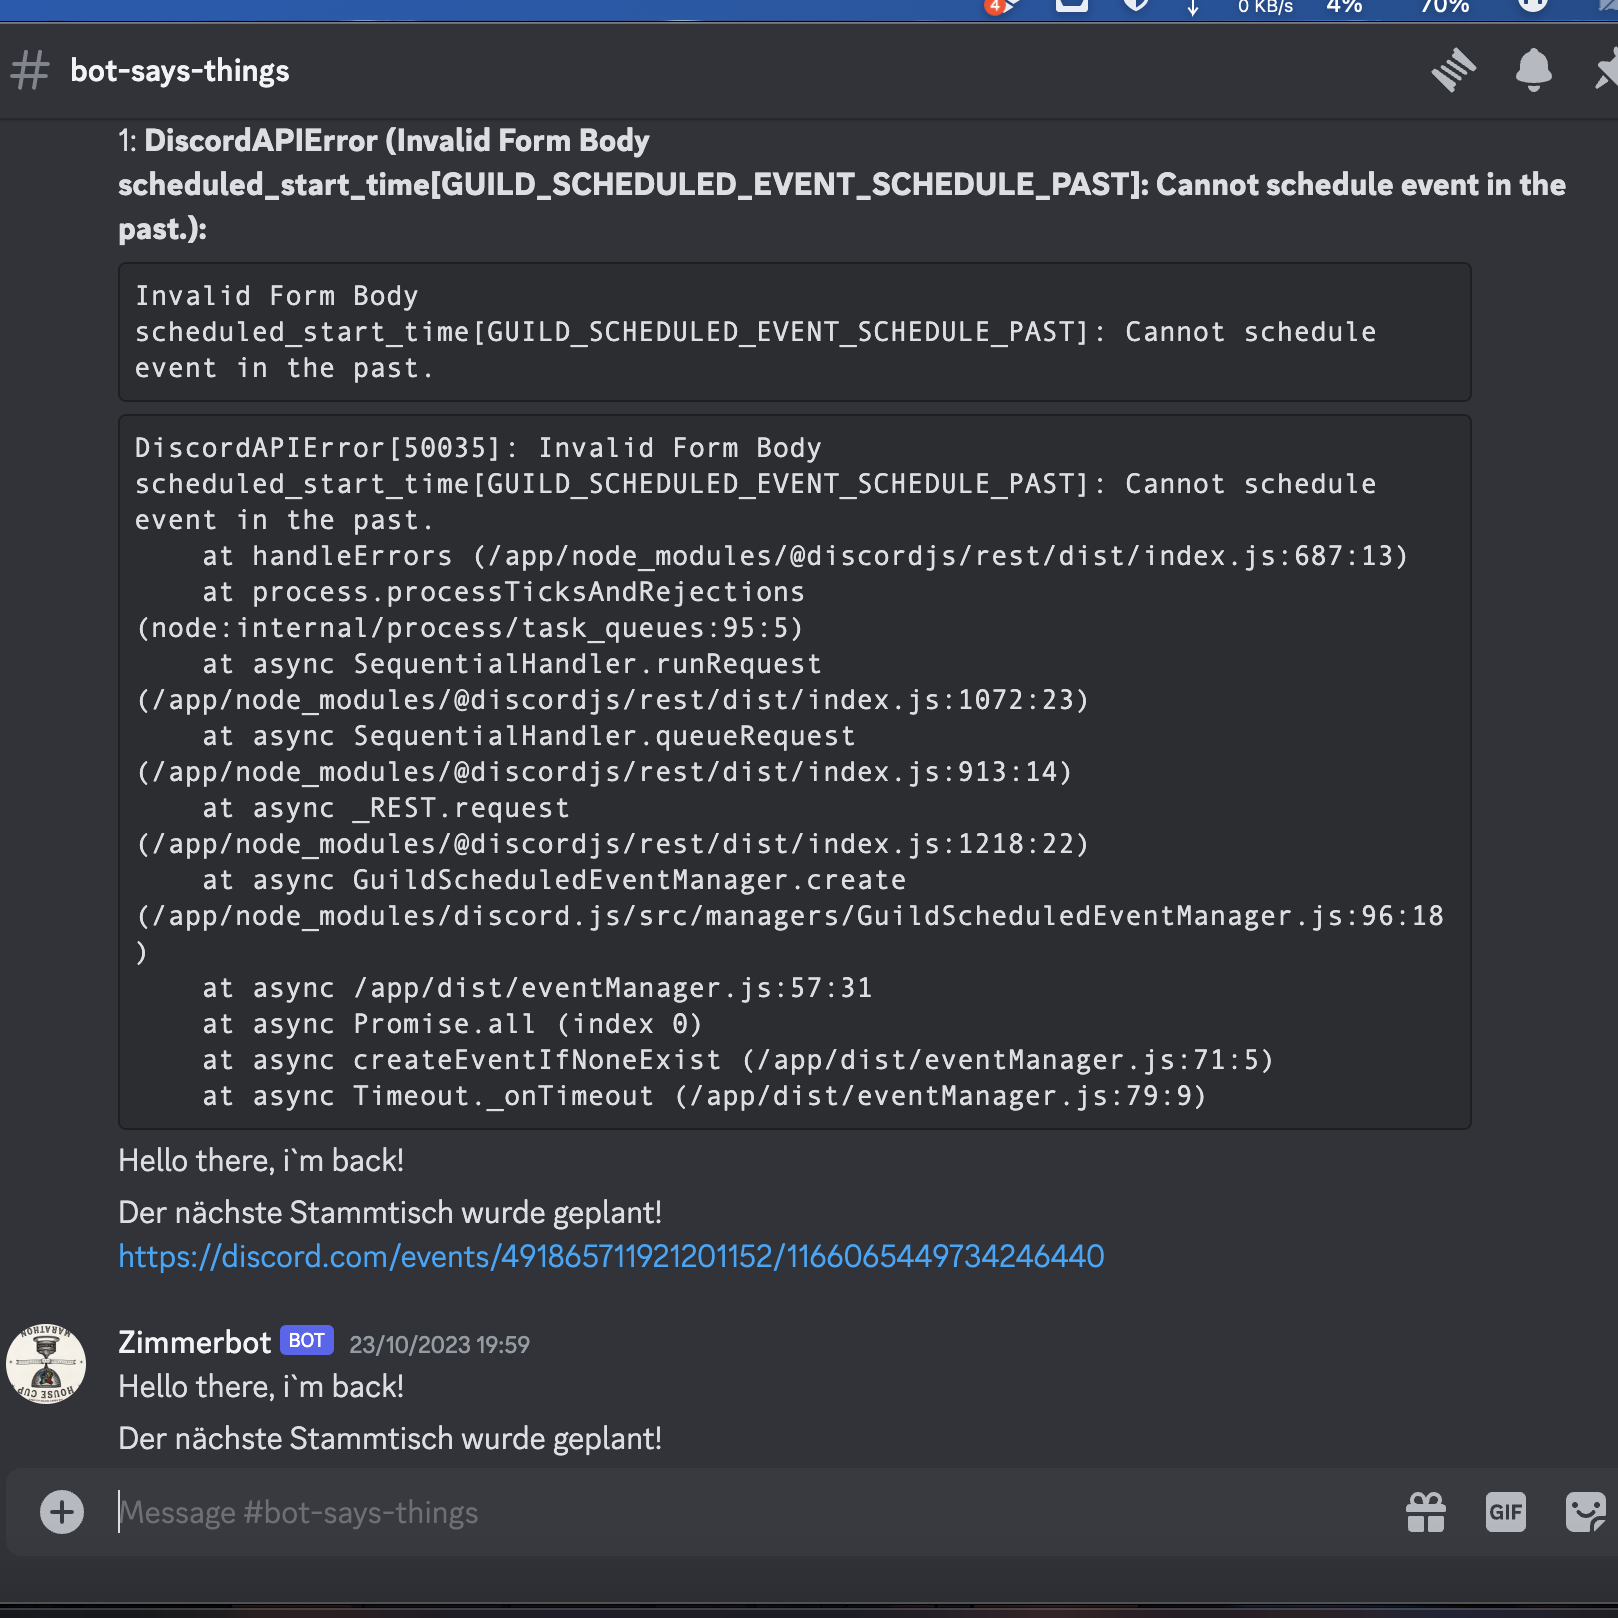 4
0 KB/s
4%
70%
bot-says-things
1: DiscordAPIError (Invalid Form Body
scheduled_start_time[GUILD_SCHEDULED_EVENT_SCHEDULE_PAST]: Cannot schedule event in the
past.):
Invalid Form Body
scheduled_start_time[GUILD_SCHEDULED_EVENT_SCHEDULE_PAST]: Cannot schedule
event in the past.
DiscordAPIError[50035]: Invalid Form Body
scheduled_start_time[GUILD_SCHEDULED_EVENT_SCHEDULE_PAST]: Cannot schedule
event in the past.
    at handleErrors (/app/node_modules/@discordjs/rest/dist/index.js:687:13)
    at process.processTicksAndRejections
(node:internal/process/task_queues:95:5)
    at async SequentialHandler.runRequest
(/app/node_modules/@discordjs/rest/dist/index.js:1072:23)
    at async SequentialHandler.queueRequest
(/app/node_modules/@discordjs/rest/dist/index.js:913:14)
    at async _REST.request
(/app/node_modules/@discordjs/rest/dist/index.js:1218:22)
    at async GuildScheduledEventManager.create
(/app/node_modules/discord.js/src/managers/GuildScheduledEventManager.js:96:18
)
    at async /app/dist/eventManager.js:57:31
    at async Promise.all (index 0)
    at async createEventIfNoneExist (/app/dist/eventManager.js:71:5)
    at async Timeout._onTimeout (/app/dist/eventManager.js:79:9)
Hello there, i`m back!
Der nächste Stammtisch wurde geplant!
https://discord.com/events/491865711921201152/1166065449734246440
MARATHON
HOUSE CUP
Zimmerbot BOT 23/10/2023 19:59
Hello there, i`m back!
Der nächste Stammtisch wurde geplant!
Message #bot-says-things
GIF